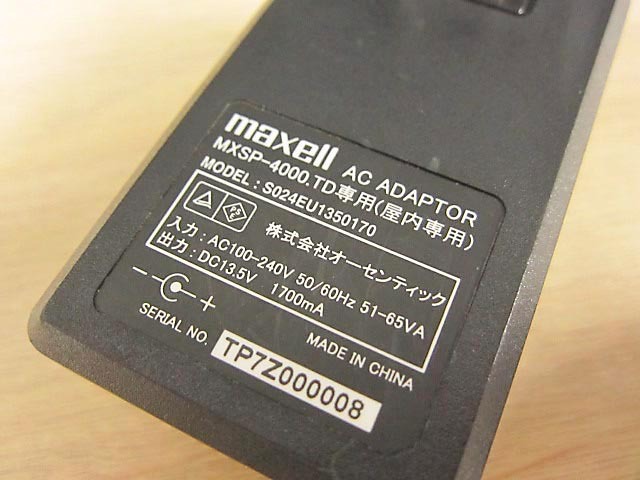 maxell AC ADAPTOR
MXSP-4000.TD専用(屋内専用)
MODEL : S024EU1350170
PS E
株式会社オーセンティック
入力 : AC100-240V 50/60Hz 51-65VA
出力 : DC13.5V 1700mA
MADE IN CHINA
SERIAL NO. TP7Z000008